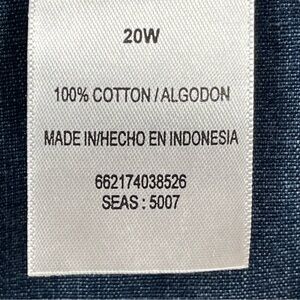 20W
100% COTTON / ALGODON
MADE IN/HECHO EN INDONESIA
662174038526
SEAS : 5007